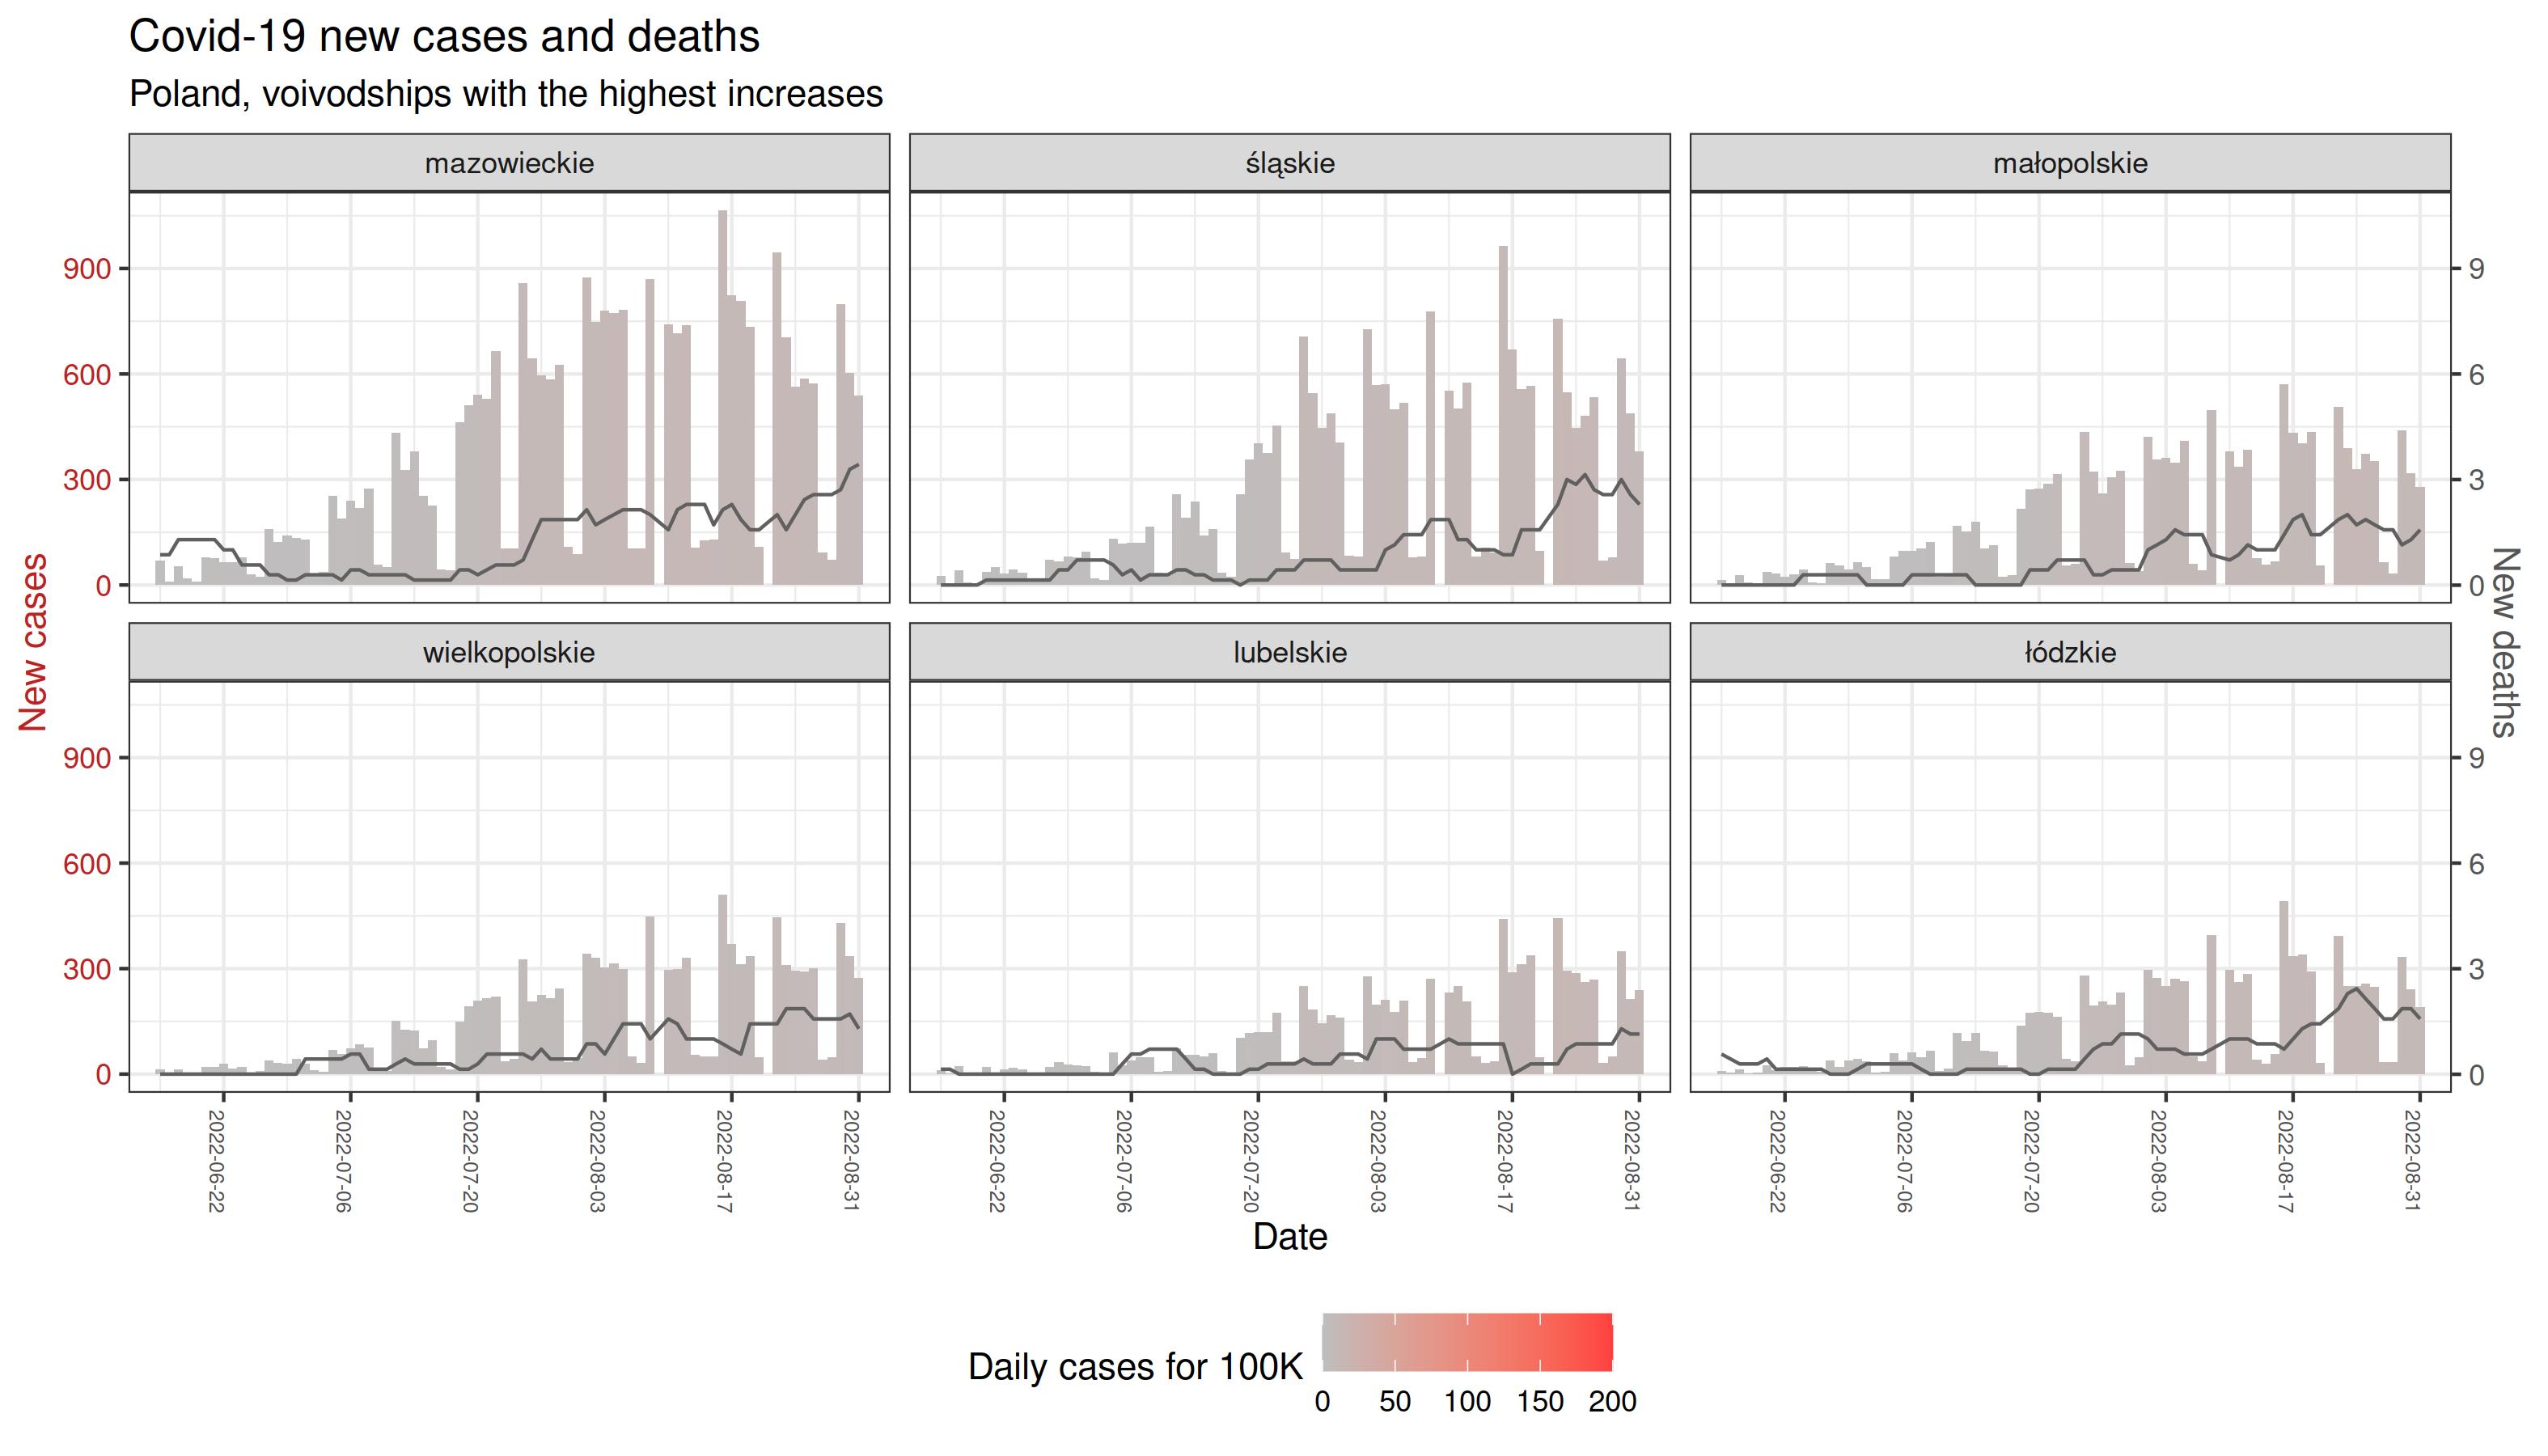 Covid-19 new cases and deaths
Poland, voivodships with the highest increases
mazowieckie
śląskie
małopolskie
900
600
300
0
9
6
3
0
New cases
New deaths
wielkopolskie
lubelskie
łódzkie
900
600
300
0
9
6
3
0
2022-06-22
2022-07-06
2022-07-20
2022-08-03
2022-08-17
2022-08-31
2022-06-22
2022-07-06
2022-07-20
2022-08-03
2022-08-17
2022-08-31
2022-06-22
2022-07-06
2022-07-20
2022-08-03
2022-08-17
2022-08-31
Date
Daily cases for 100K
0 50 100 150 200